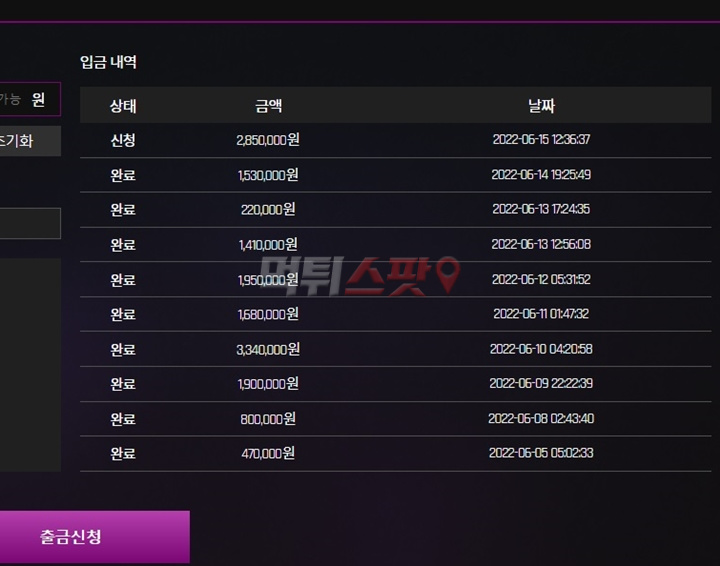 입금 내역
가능 원
상태 금액 날짜
초기화
신청 2,850,000원 2022-06-15 12:36:37
완료 1,530,000원 2022-06-14 19:25:49
완료 220,000원 2022-06-13 17:24:35
완료 1,410,000원 2022-06-13 12:56:08
먹튀스팟
완료 1,950,000원 2022-06-12 05:31:52
완료 1,680,000원 2022-06-11 01:47:32
완료 3,340,000원 2022-06-10 04:20:58
완료 1,900,000원 2022-06-09 22:22:39
완료 800,000원 2022-06-08 02:43:40
완료 470,000원 2022-06-05 05:02:33
출금신청